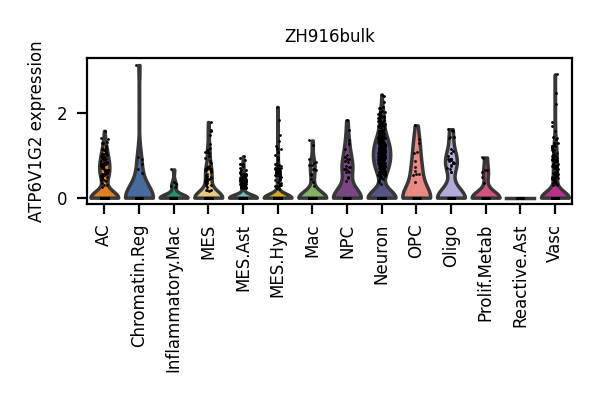 ZH916bulk
ATP6V1G2 expression
2
0
AC
Chromatin.Reg
Inflammatory.Mac
MES
MES.Ast
MES.Hyp
Mac
NPC
Neuron
OPC
Oligo
Prolif.Metab
Reactive.Ast
Vasc